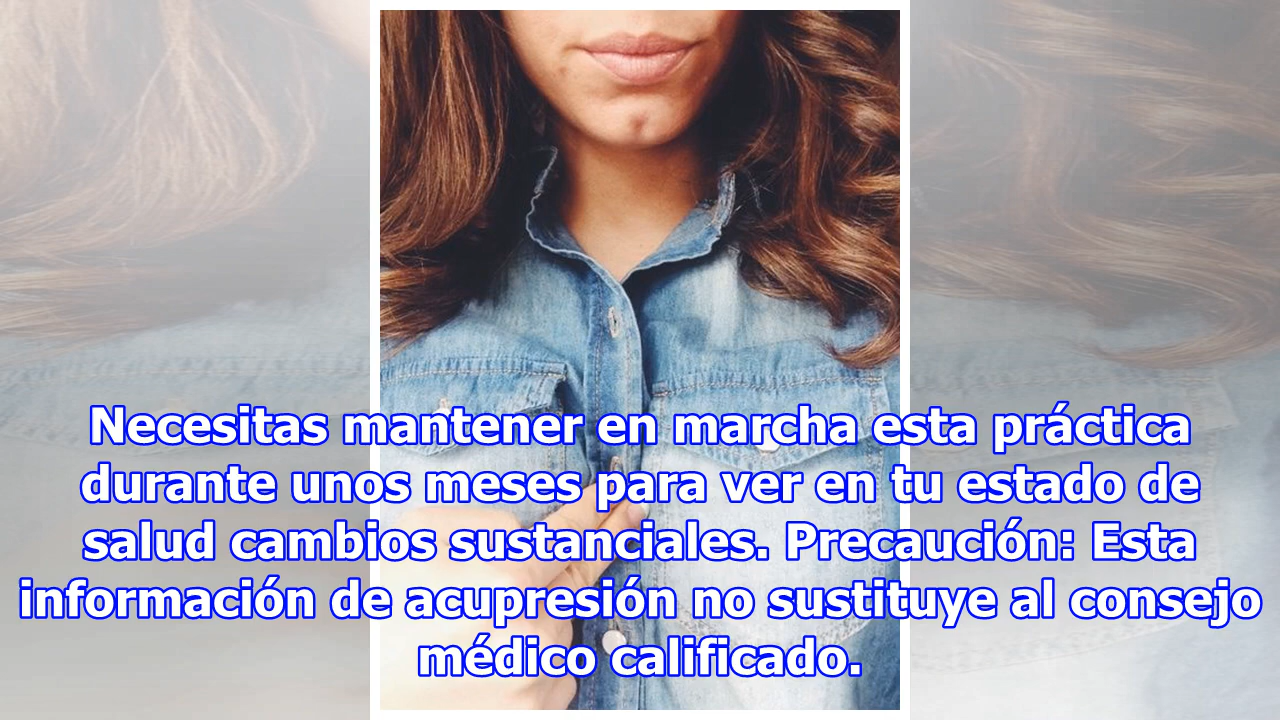 Necesitas mantener en marcha esta práctica
durante unos meses para ver en tu estado de
salud cambios sustanciales. Precaución: Esta
información de acupresión no sustituye al consejo
médico calificado.